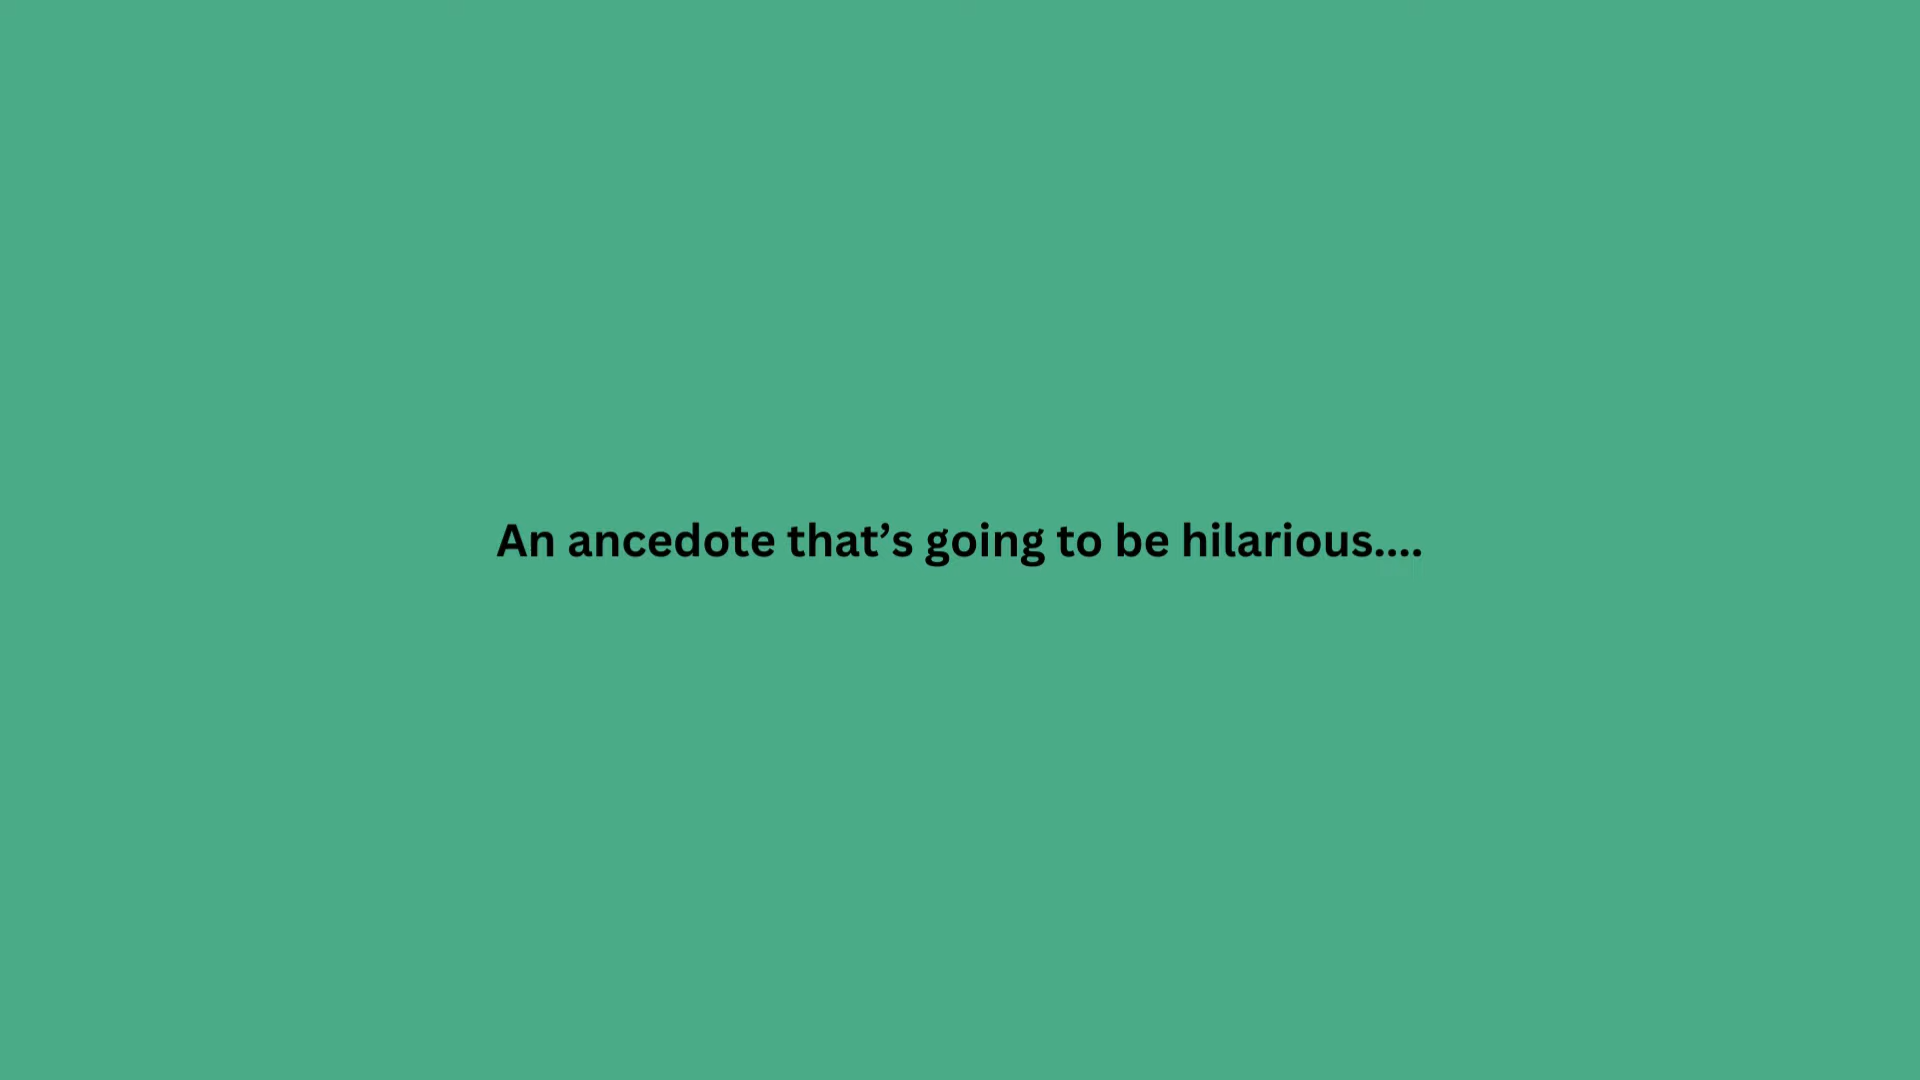 An ancedote that’s going to be hilarious....